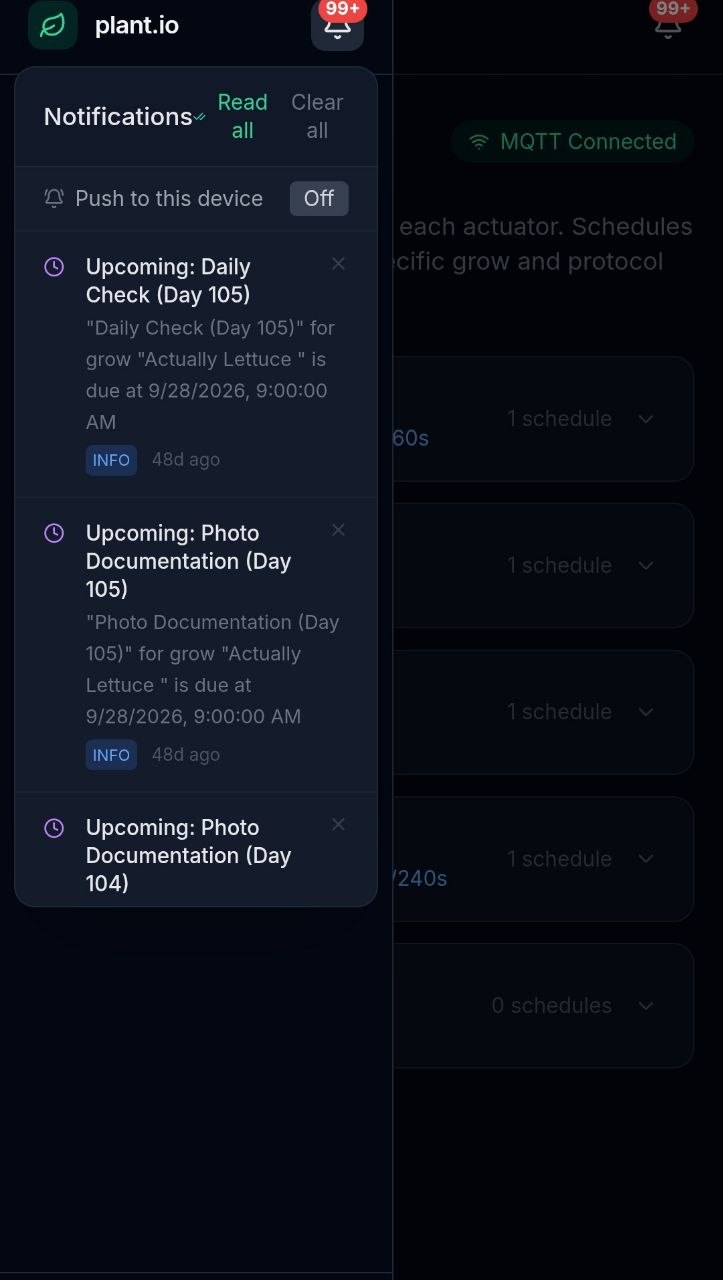 plant.io
99+
99+
Notifications
Read
all
Clear
all
Push to this device
Off
Upcoming: Daily
Check (Day 105)
"Daily Check (Day 105)" for
grow "Actually Lettuce " is
due at 9/28/2026, 9:00:00
AM
INFO 48d ago
Upcoming: Photo
Documentation (Day
105)
"Photo Documentation (Day
105)" for grow "Actually
Lettuce " is due at
9/28/2026, 9:00:00 AM
INFO 48d ago
Upcoming: Photo
Documentation (Day
104)
MQTT Connected
each actuator. Schedules
grow and protocol
1 schedule
60s
1 schedule
1 schedule
1 schedule
/240s
0 schedules